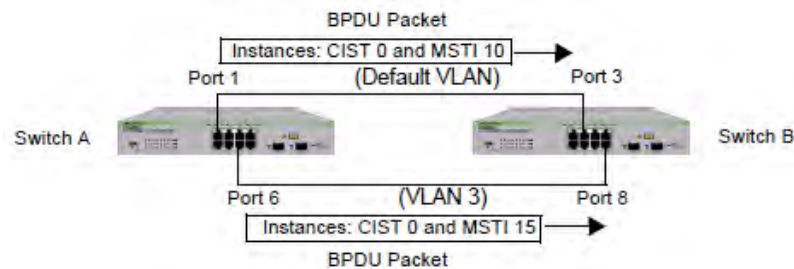 BPDU Packet
Instances: CIST 0 and MSTI 10
Port 1
(Default VLAN)
Port 3
Switch A
Switch B
Port 6
(VLAN 3)
Port 8
Instances: CIST 0 and MSTI 15
BPDU Packet